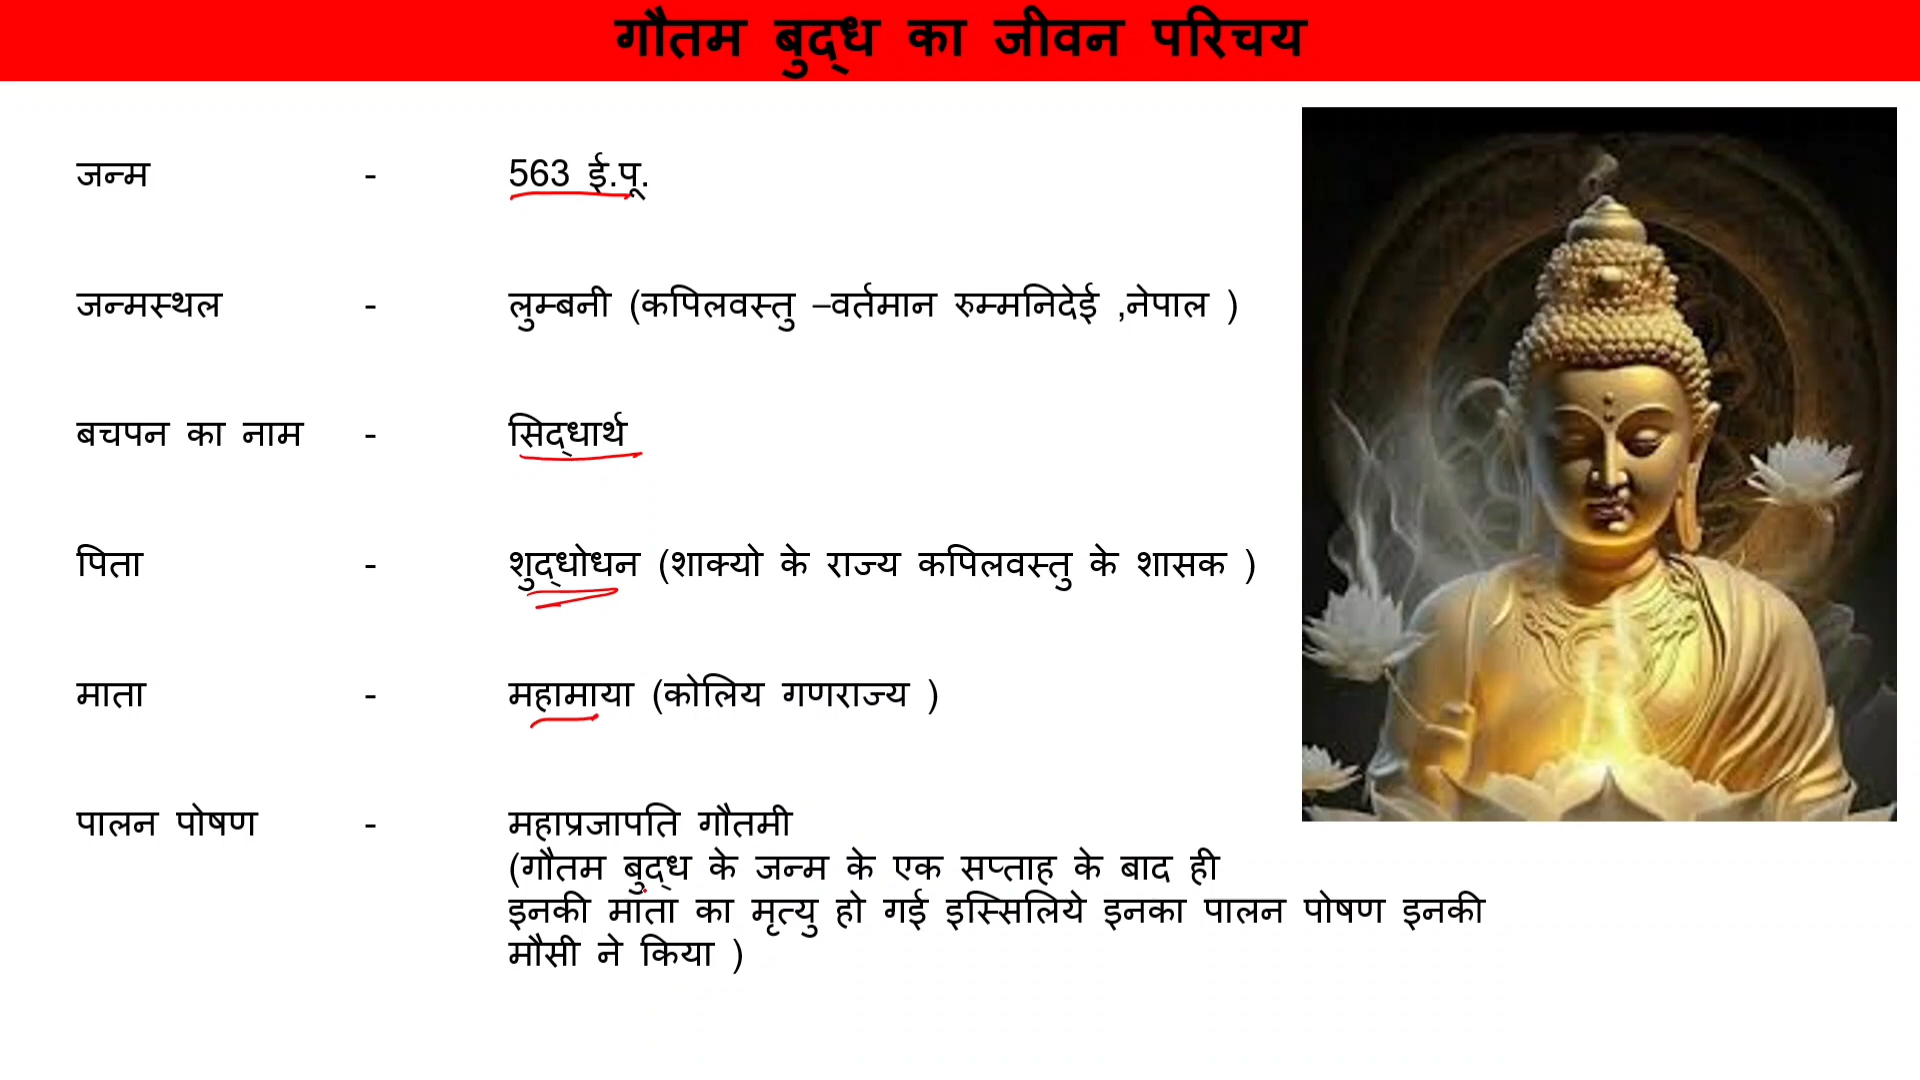 गौतम बुद्ध का जीवन परिचय
जन्म - 563 ई.पू.
जन्मस्थल - लुम्बनी (कपिलवस्तु –वर्तमान रुम्मनिदेई ,नेपाल )
बचपन का नाम - सिद्धार्थ
पिता - शुद्धोधन (शाक्यो के राज्य कपिलवस्तु के शासक )
माता - महामाया (कोलिय गणराज्य )
पालन पोषण - महाप्रजापति गौतमी
(गौतम बुद्ध के जन्म के एक सप्ताह के बाद ही
इनकी माता का मृत्यु हो गई इस्सिलिये इनका पालन पोषण इनकी
मौसी ने किया )